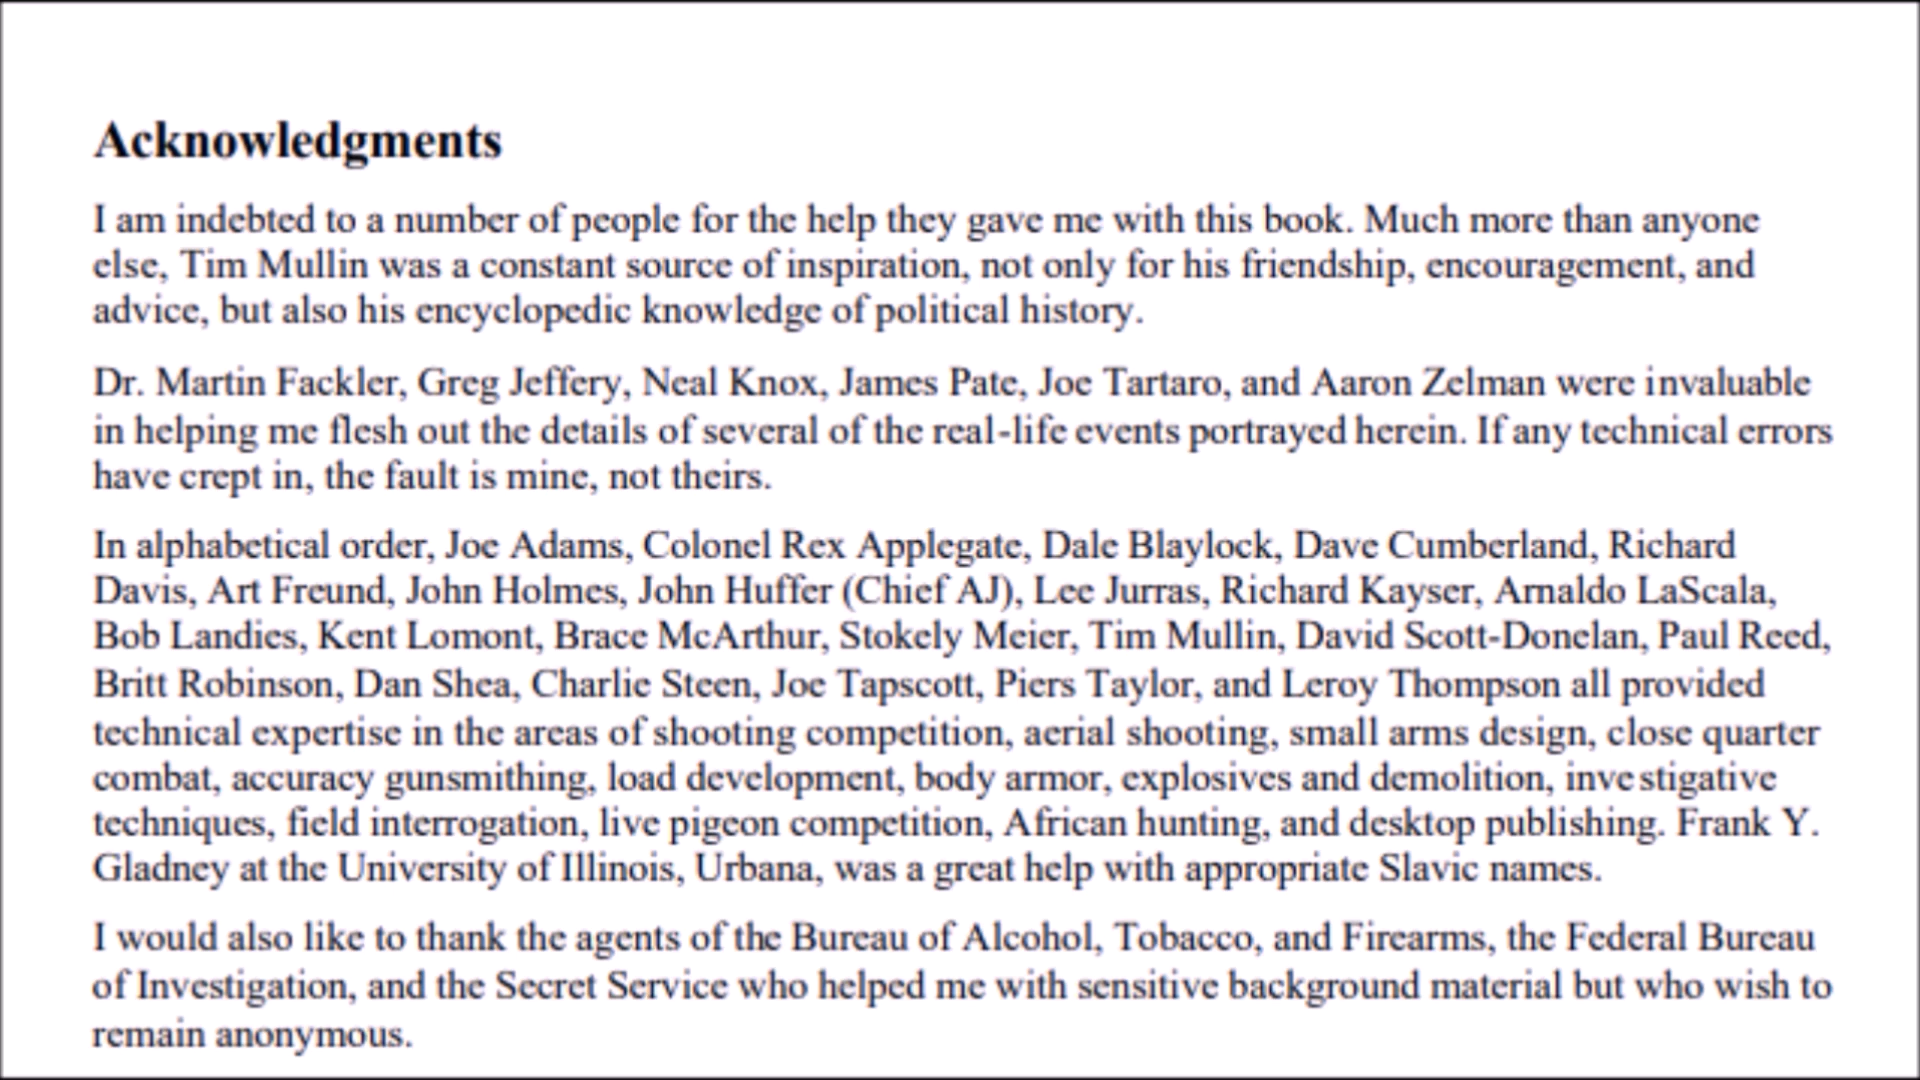 Acknowledgments
I am indebted to a number of people for the help they gave me with this book. Much more than anyone
else, Tim Mullin was a constant source of inspiration, not only for his friendship, encouragement, and
advice, but also his encyclopedic knowledge of political history.
Dr. Martin Fackler, Greg Jeffery, Neal Knox, James Pate, Joe Tartaro, and Aaron Zelman were invaluable
in helping me flesh out the details of several of the real-life events portrayed herein. If any technical errors
have crept in, the fault is mine, not theirs.
In alphabetical order, Joe Adams, Colonel Rex Applegate, Dale Blaylock, Dave Cumberland, Richard
Davis, Art Freund, John Holmes, John Huffer (Chief AJ), Lee Jurras, Richard Kayser, Arnaldo LaScala,
Bob Landies, Kent Lomont, Brace McArthur, Stokely Meier, Tim Mullin, David Scott-Donelan, Paul Reed,
Britt Robinson, Dan Shea, Charlie Steen, Joe Tapscott, Piers Taylor, and Leroy Thompson all provided
technical expertise in the areas of shooting competition, aerial shooting, small arms design, close quarter
combat, accuracy gunsmithing, load development, body armor, explosives and demolition, investigative
techniques, field interrogation, live pigeon competition, African hunting, and desktop publishing. Frank Y.
Gladney at the University of Illinois, Urbana, was a great help with appropriate Slavic names.
I would also like to thank the agents of the Bureau of Alcohol, Tobacco, and Firearms, the Federal Bureau
of Investigation, and the Secret Service who helped me with sensitive background material but who wish to
remain anonymous.